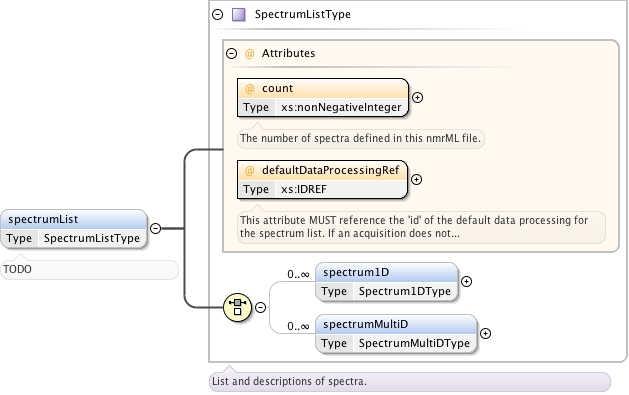 SpectrumListType
@ Attributes
@ count
Type xs:nonNegativeInteger
The number of spectra defined in this nmrML file.
@ defaultDataProcessingRef
Type xs:IDREF
This attribute MUST reference the 'id' of the default data processing for
the spectrum list. If an acquisition does not...
spectrumList
Type SpectrumListType
TODO
0..∞ spectrum1D
Type Spectrum1DType
0..∞ spectrumMultiD
Type SpectrumMultiDType
List and descriptions of spectra.